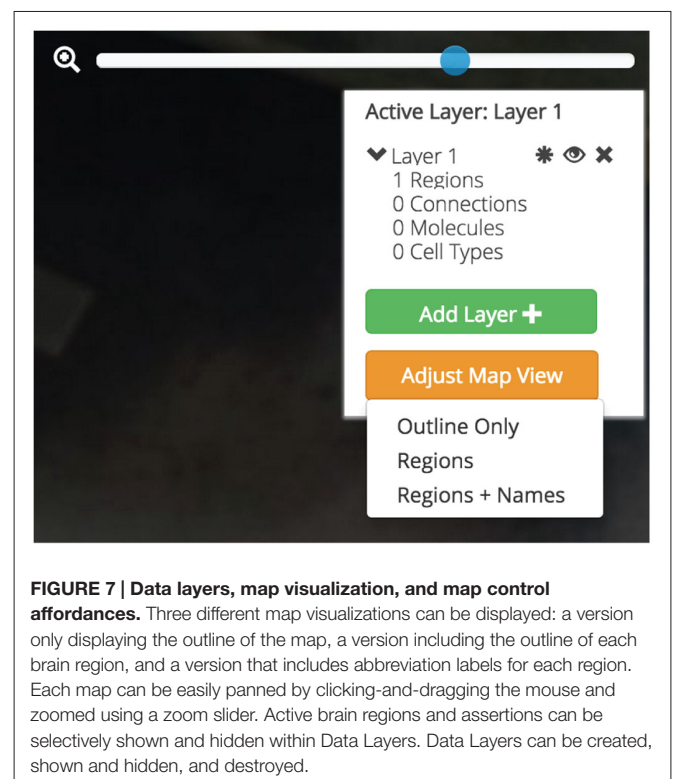 Active Layer: Layer 1
Layer 1
1 Regions
0 Connections
0 Molecules
0 Cell Types
Add Layer
Adjust Map View
Outline Only
Regions
Regions + Names
FIGURE 7 | Data layers, map visualization, and map control
affordances. Three different map visualizations can be displayed: a version
only displaying the outline of the map, a version including the outline of each
brain region, and a version that includes abbreviation labels for each region.
Each map can be easily panned by clicking-and-dragging the mouse and
zoomed using a zoom slider. Active brain regions and assertions can be
selectively shown and hidden within Data Layers. Data Layers can be created,
shown and hidden, and destroyed.